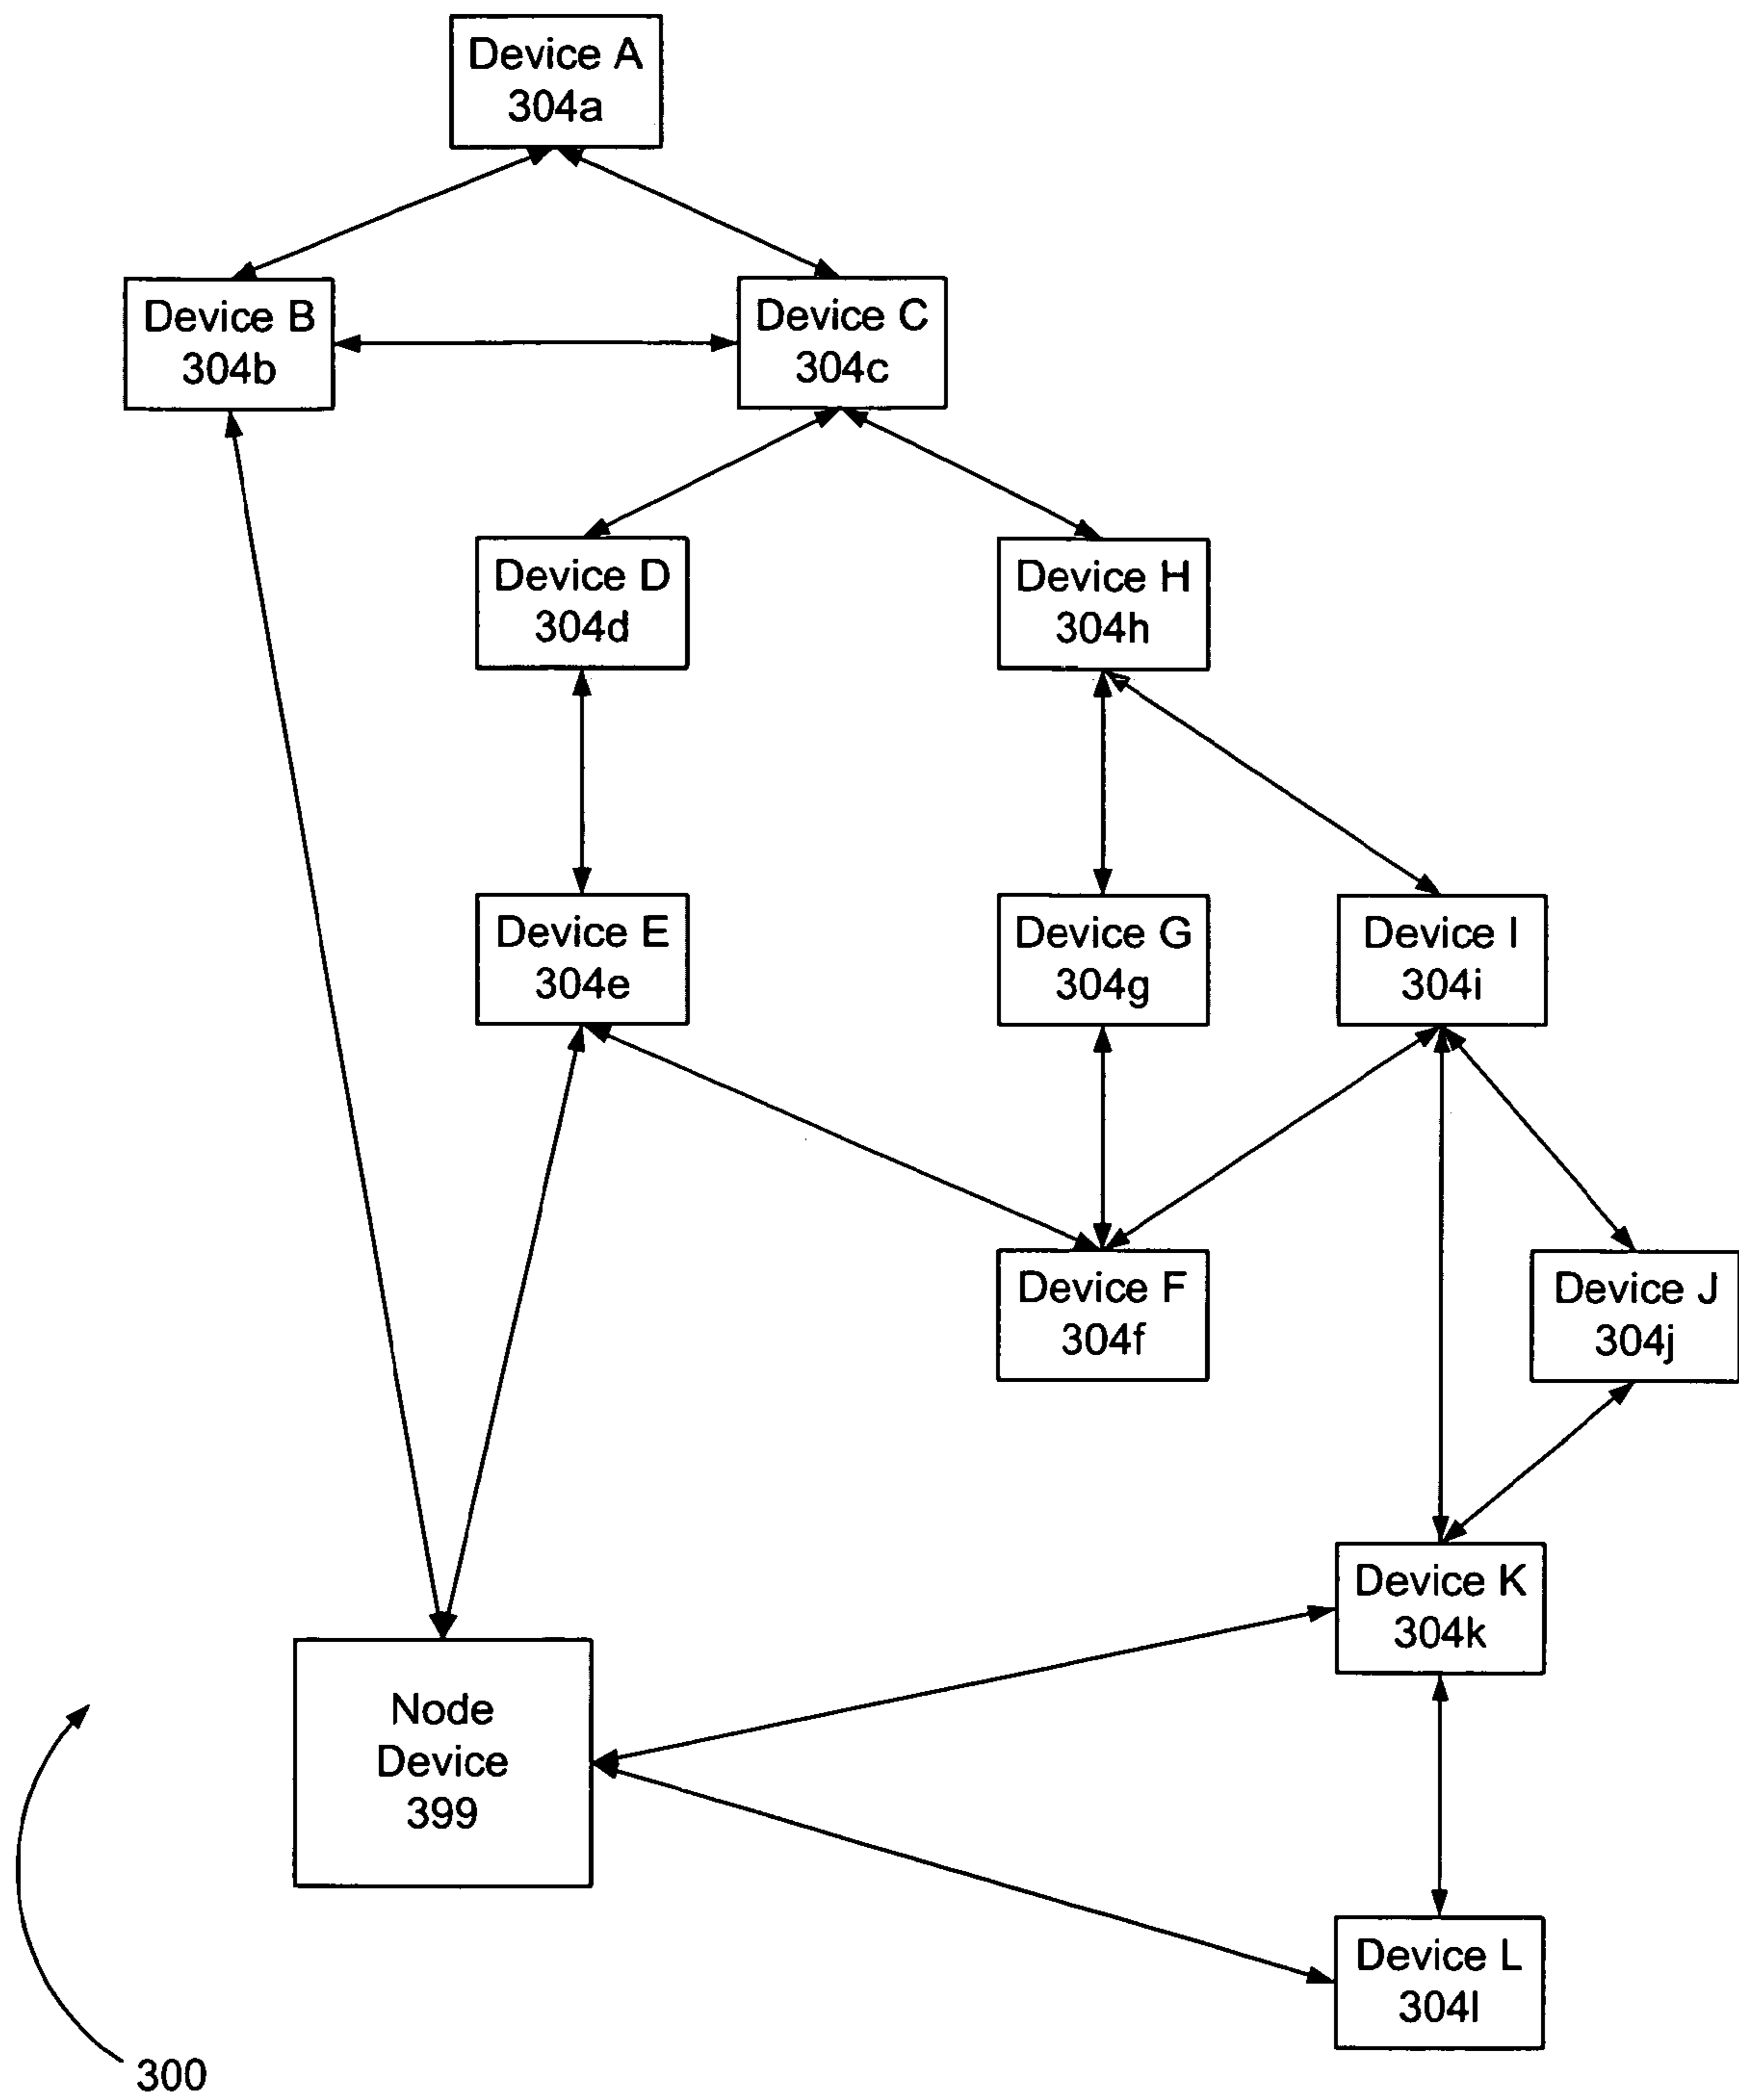 Device A
304a
Device B
304b
Device C
304c
Device D
304d
Device H
304h
Device E
304e
Device G
304g
Device I
304i
Device F
304f
Device J
304j
Device K
304k
Node
Device
399
Device L
304l
300